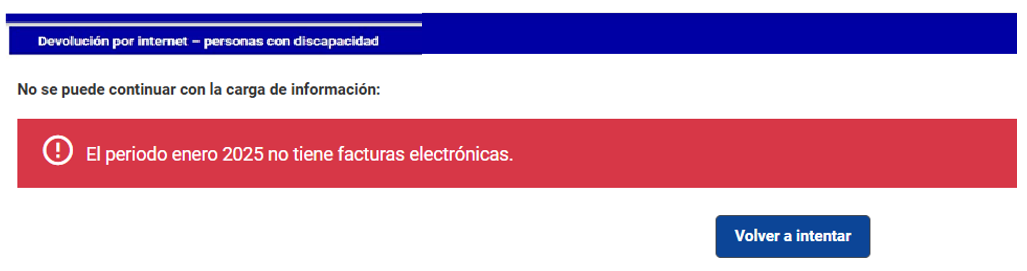 Devolución por internet – personas con discapacidad
No se puede continuar con la carga de información:
El periodo enero 2025 no tiene facturas electrónicas.
Volver a intentar